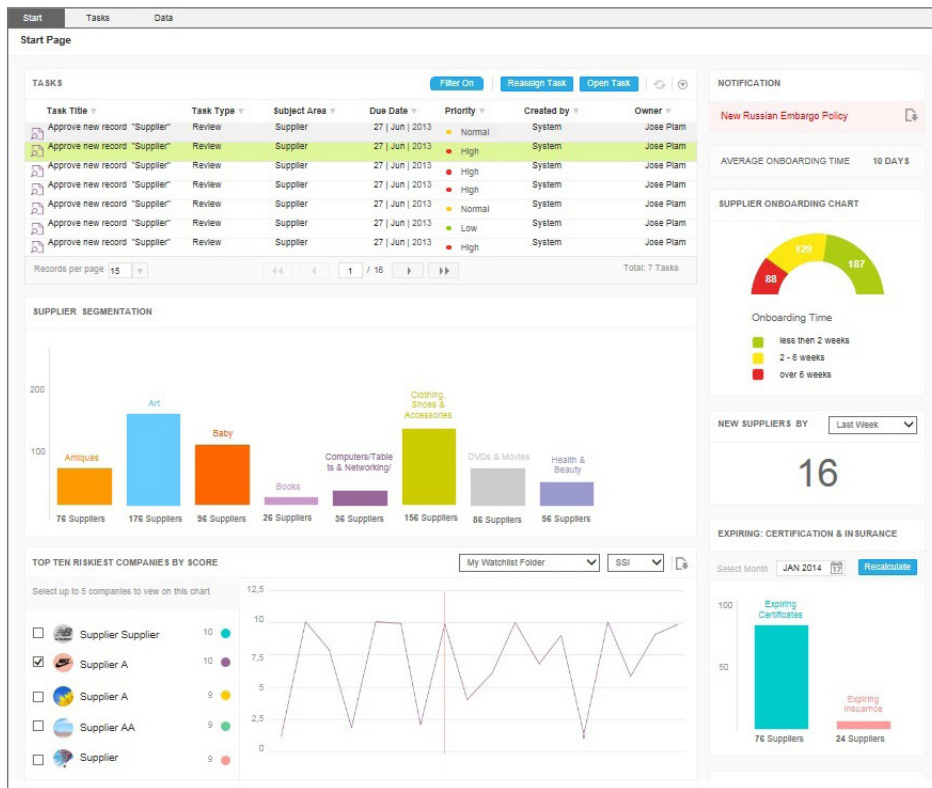 Start Tasks Data
Start Page
TASKS Filter On Reassign Task Open Task
Task Title Task Type Subject Area Due Date Priority Created by Owner
Approve new record "Supplier" Review Supplier 27 | Jun | 2013 Normal System Jose Plam
Approve new record "Supplier" Review Supplier 27 | Jun | 2013 High System Jose Plam
Approve new record "Supplier" Review Supplier 27 | Jun | 2013 High System Jose Plam
Approve new record "Supplier" Review Supplier 27 | Jun | 2013 High System Jose Plam
Approve new record "Supplier" Review Supplier 27 | Jun | 2013 Normal System Jose Plam
Approve new record "Supplier" Review Supplier 27 | Jun | 2013 Low System Jose Plam
Approve new record "Supplier" Review Supplier 27 | Jun | 2013 High System Jose Plam
Records per page 15 1 / 16 Total: 7 Tasks
NOTIFICATION
New Russian Embargo Policy
AVERAGE ONBOARDING TIME 10 DAYS
SUPPLIER ONBOARDING CHART
88 129 187
Onboarding Time
less then 2 weeks
2 - 6 weeks
over 6 weeks
SUPPLIER SEGMENTATION
200
100
Antiques
Art
Baby
Books
Computers/Table
ts & Networking/
Clothing,
Shoes &
Accessories
DVDs & Movies
Health &
Beauty
76 Suppliers 176 Suppliers 96 Suppliers 26 Suppliers 36 Suppliers 156 Suppliers 86 Suppliers 56 Suppliers
NEW SUPPLIERS BY Last Week
16
TOP TEN RISKIEST COMPANIES BY SCORE My Watchlist Folder SSI
Select up to 5 companies to vew on this chart
Supplier Supplier 10
Supplier A 10
Supplier A 9
Supplier AA 9
Supplier 9
12,5
10
7,5
5
2,5
0
EXPIRING: CERTIFICATION & INSURANCE
Select Month JAN 2014 17 Recalculate
100
50
Expiring
Certificates
Expiring
Insuarnce
76 Suppliers 24 Suppliers